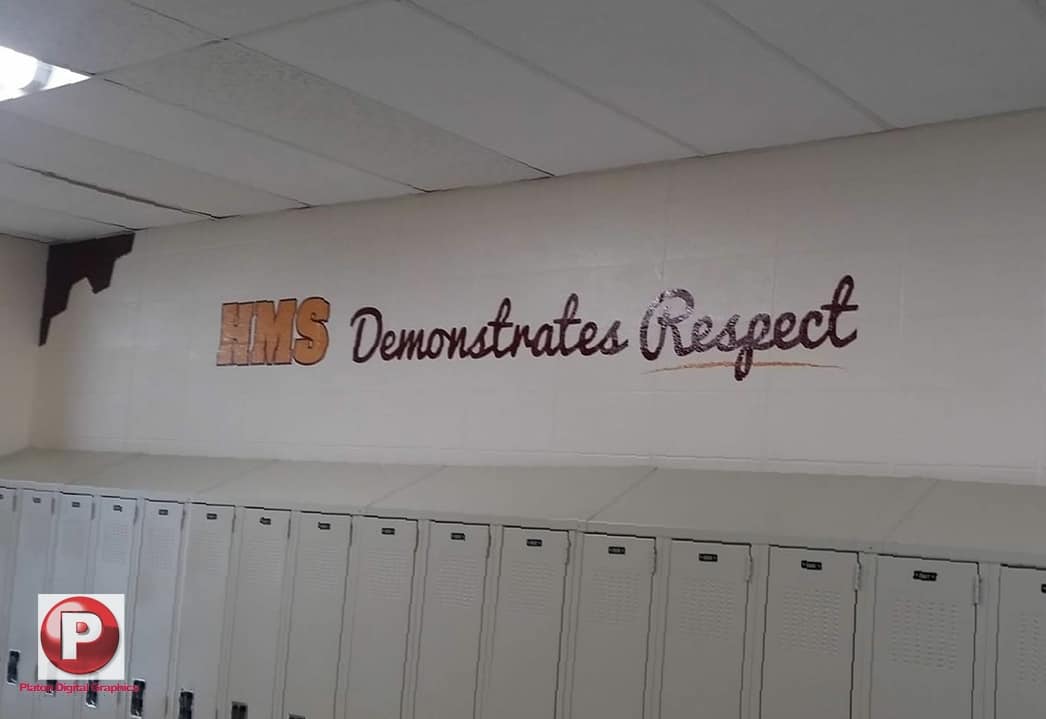 HMS Demonstrates Respect
P
Platon Digital Graphics